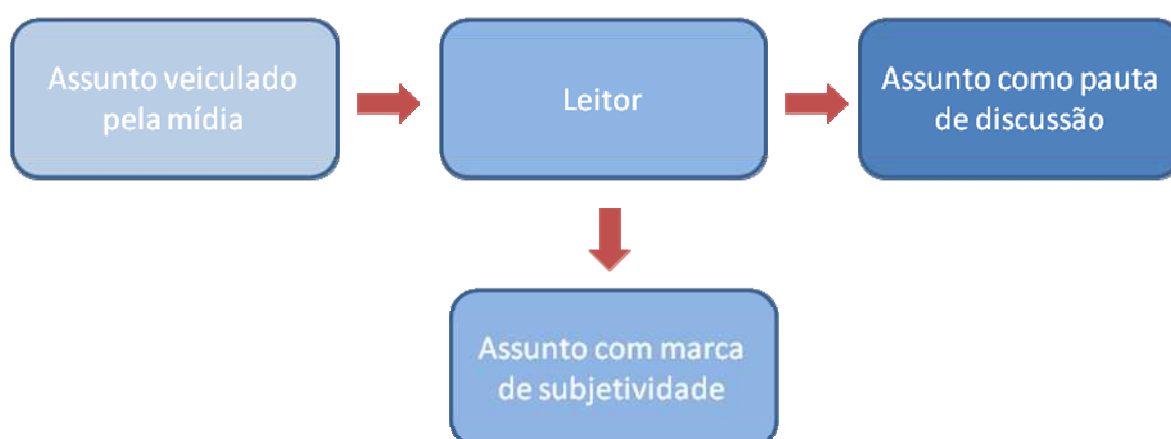 Assunto veiculado
pela mídia
Leitor
Assunto como pauta
de discussão
Assunto com marca
de subjetividade